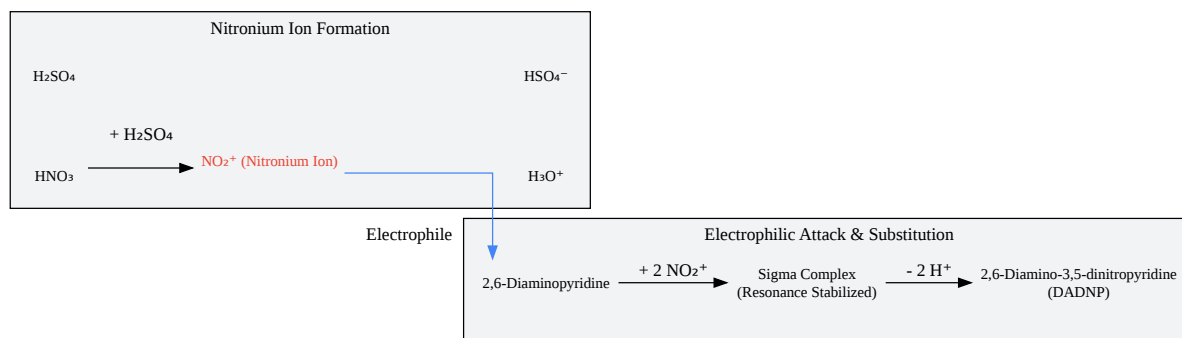 Nitronium Ion Formation
H₂SO₄
HSO₄⁻
+ H₂SO₄
HNO₃
NO₂⁺ (Nitronium Ion)
H₃O⁺
Electrophile
Electrophilic Attack & Substitution
2,6-Diaminopyridine
+ 2 NO₂⁺
Sigma Complex
(Resonance Stabilized)
- 2 H⁺
2,6-Diamino-3,5-dinitropyridine
(DADNP)